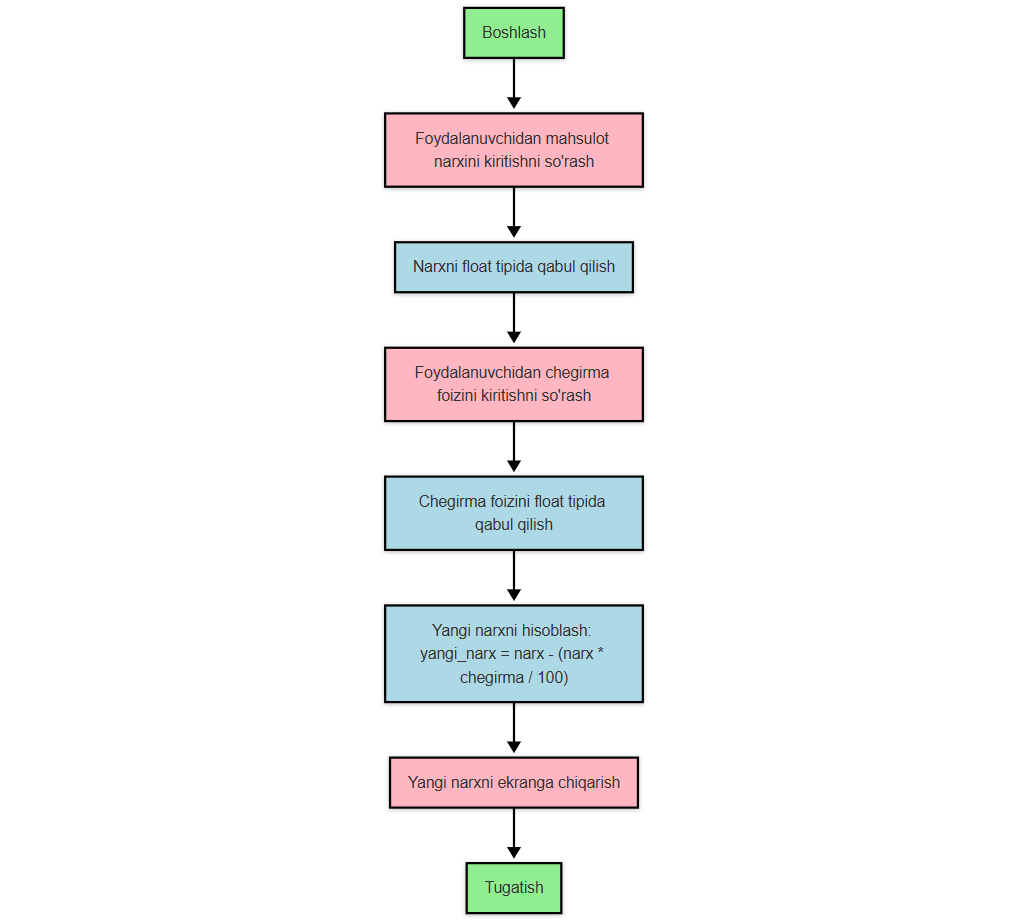 Boshlash
Foydalanuvchidan mahsulot
narxini kiritishni so'rash
Narxni float tipida qabul qilish
Foydalanuvchidan chegirma
foizini kiritishni so'rash
Chegirma foizini float tipida
qabul qilish
Yangi narxni hisoblash:
yangi_narx = narx - (narx *
chegirma / 100)
Yangi narxni ekranga chiqarish
Tugatish